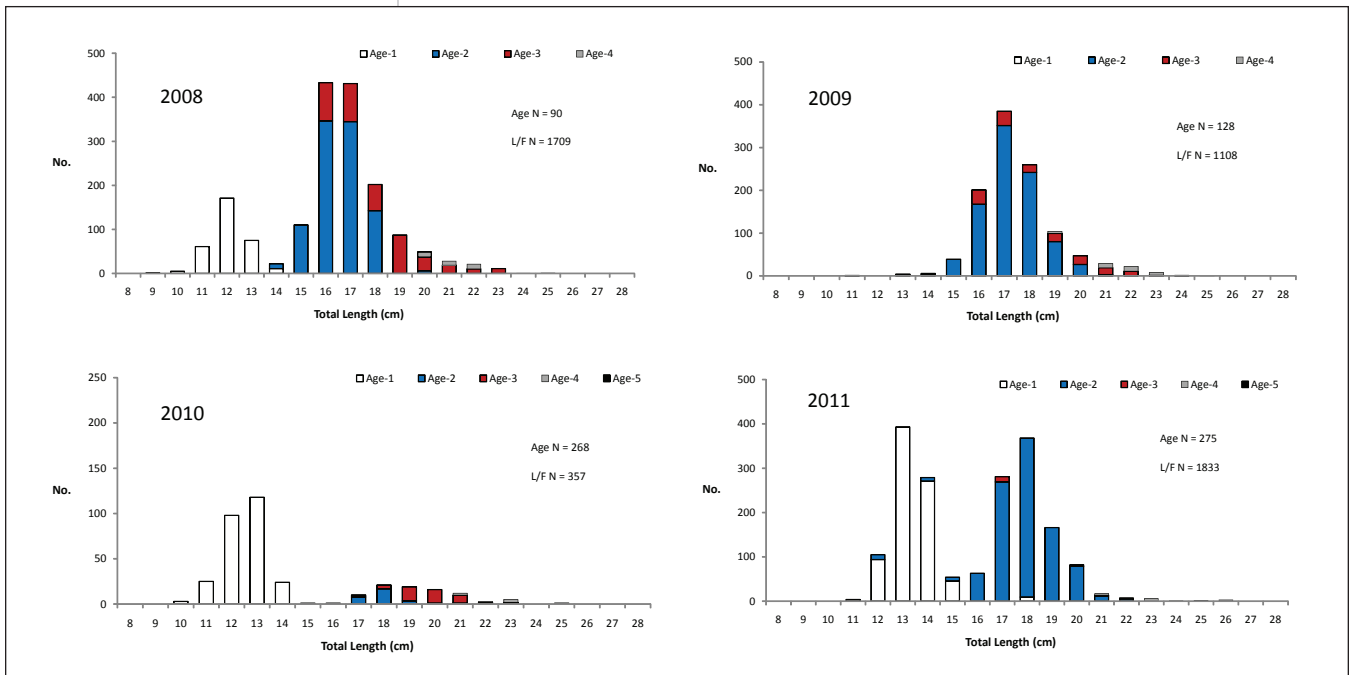 Age-1 Age-2 Age-3 Age-4
500
400
300
200
100
No.
2008
Age N = 90
L/F N = 1709
8 9 10 11 12 13 14 15 16 17 18 19 20 21 22 23 24 25 26 27 28
Total Length (cm)
Age-1 Age-2 Age-3 Age-4
500
400
300
200
100
0
No.
2009
Age N = 128
L/F N = 1108
8 9 10 11 12 13 14 15 16 17 18 19 20 21 22 23 24 25 26 27 28
Total Length (cm)
Age-1 Age-2 Age-3 Age-4 Age-5
250
200
150
100
50
0
No.
2010
Age N = 268
L/F N = 357
8 9 10 11 12 13 14 15 16 17 18 19 20 21 22 23 24 25 26 27 28
Total Length (cm)
Age-1 Age-2 Age-3 Age-4 Age-5
500
400
300
200
100
0
No.
2011
Age N = 275
L/F N = 1833
8 9 10 11 12 13 14 15 16 17 18 19 20 21 22 23 24 25 26 27 28
Total Length (cm)